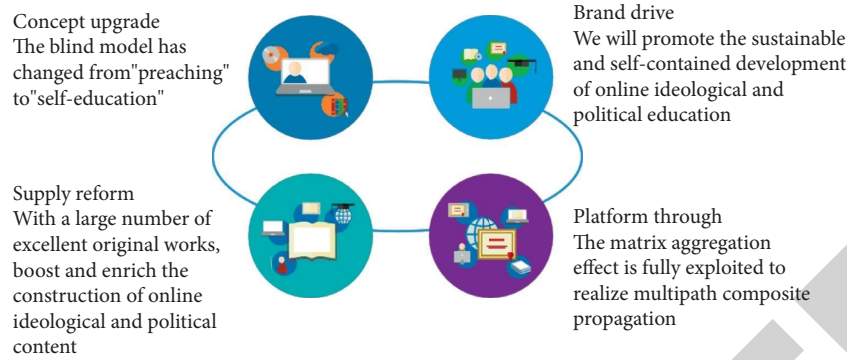 Concept upgrade
The blind model has
changed from"preaching"
to"self-education"
Brand drive
We will promote the sustainable
and self-contained development
of online ideological and
political education
Supply reform
With a large number of
excellent original works,
boost and enrich the
construction of online
ideological and political
content
Platform through
The matrix aggregation
effect is fully exploited to
realize multipath composite
propagation